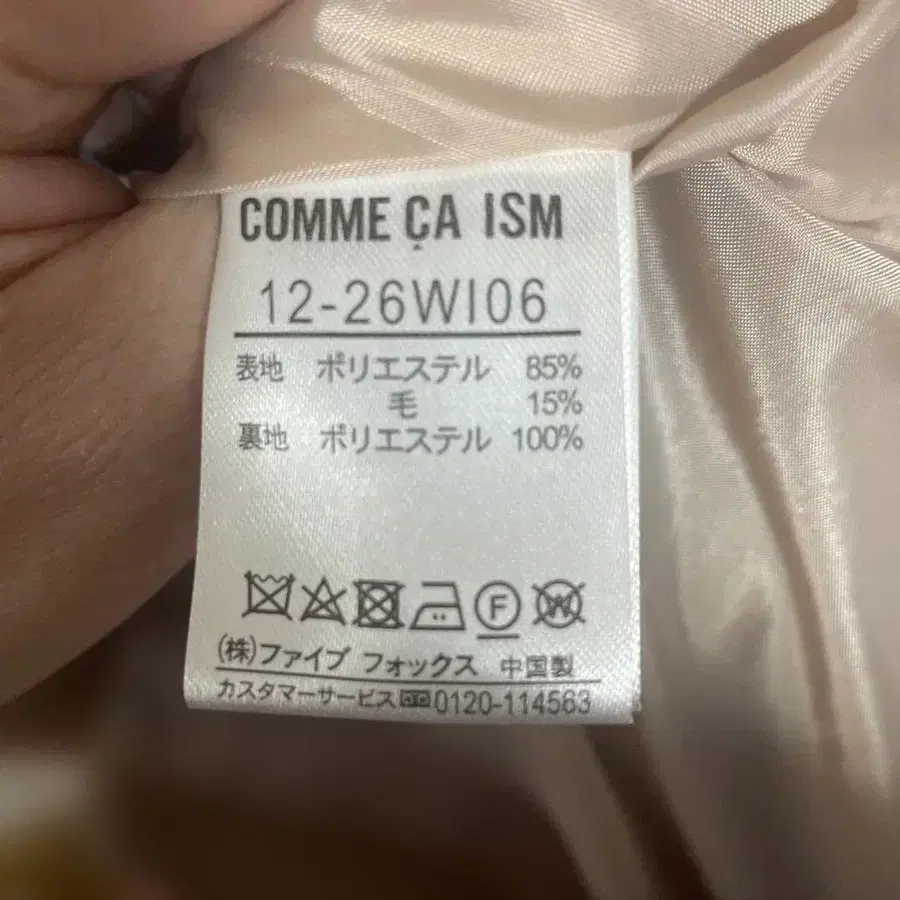 COMME ÇA ISM
12-26WI06
表地 ポリエステル 85%
毛 15%
裏地 ポリエステル 100%
F W
(株)ファイブ フォックス 中国製
カスタマーサービス 0120-114563